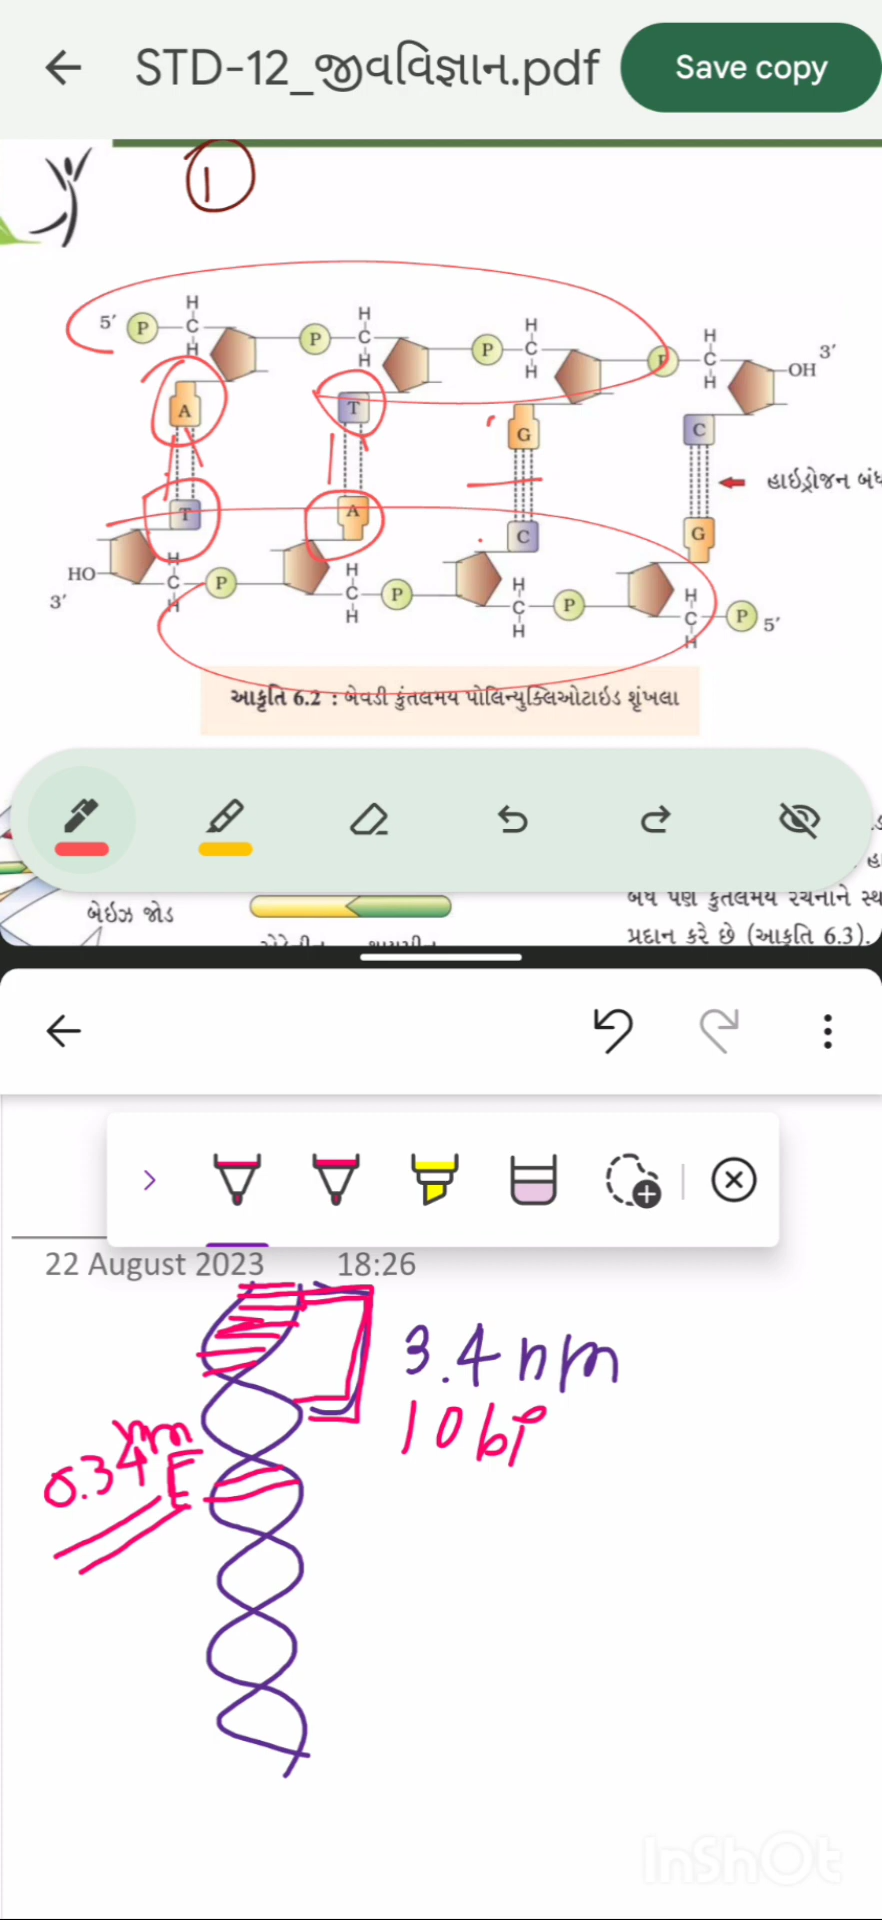 STD-12_જીવવિજ્ઞાન.pdf
Save copy
1
5′ P H C H P H C H P H C H P H C H OH 3′
A T G C
હાઇડ્રોજન બંધ
T A C G
HO 3′ H C H P H C H P H C H P H C H P 5′
આકૃતિ 6.2 : બેવડી કુંતલમય પોલિન્યુક્લિઓટાઇડ શૃંખલા
બેઇઝ જોડ
બંધ પણ કુંતલમય રચનાને
પ્રદાન કરે છે (આકૃતિ 6.3).
22 August 2023 18:26
3.4 nm
10 bp
0.34 nm
InShOt